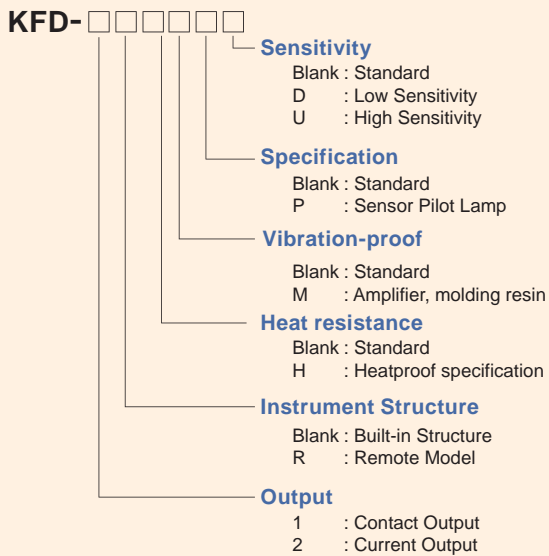 KFD-□□□□□□
Sensitivity
Blank : Standard
D : Low Sensitivity
U : High Sensitivity
Specification
Blank : Standard
P : Sensor Pilot Lamp
Vibration-proof
Blank : Standard
M : Amplifier, molding resin
Heat resistance
Blank : Standard
H : Heatproof specification
Instrument Structure
Blank : Built-in Structure
R : Remote Model
Output
1 : Contact Output
2 : Current Output